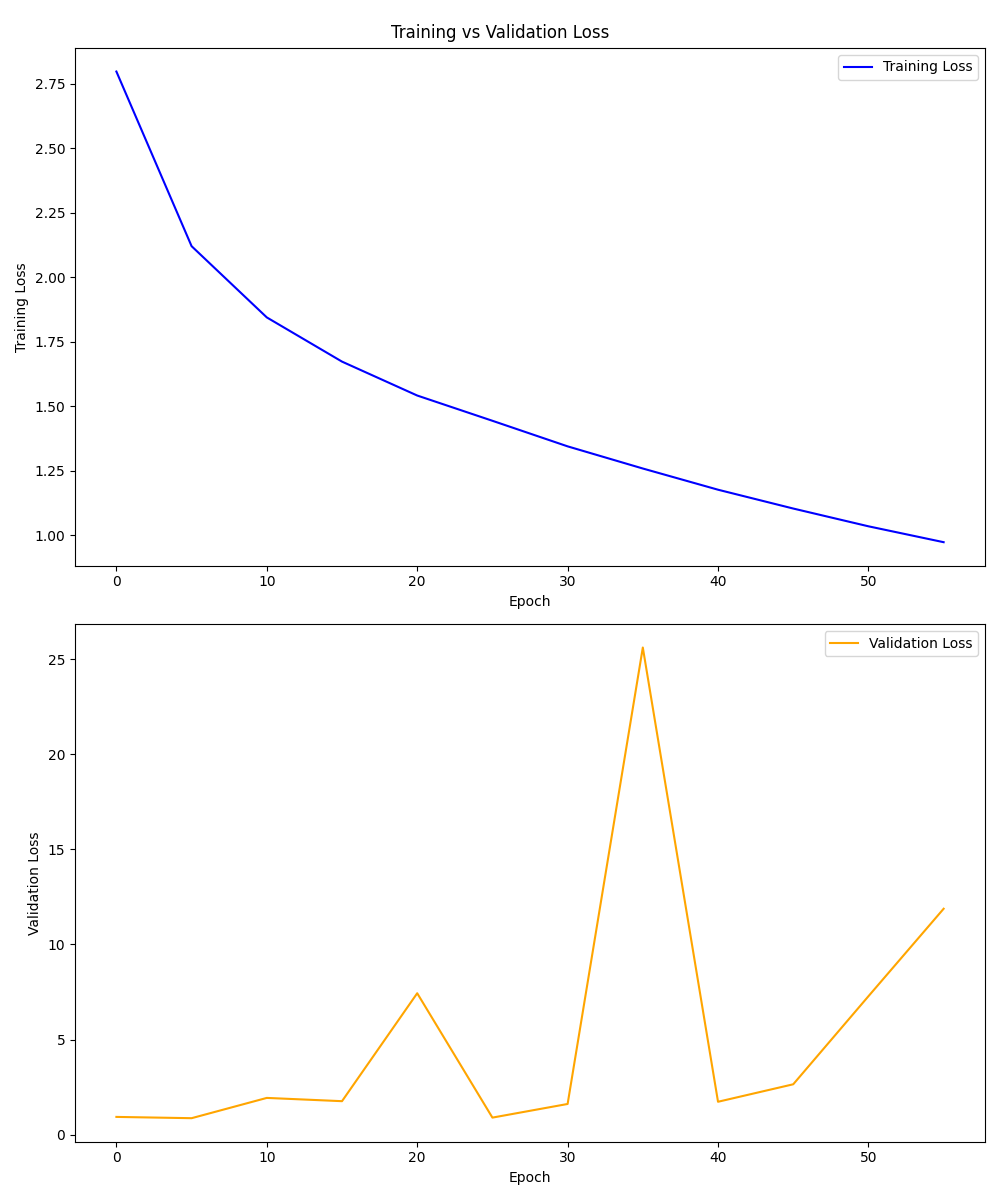 Training vs Validation Loss
Training Loss
2.75
2.50
2.25
2.00
1.75
1.50
1.25
1.00
Training Loss
0 10 20 30 40 50
Epoch
Validation Loss
25
20
15
10
5
0
Validation Loss
0 10 20 30 40 50
Epoch